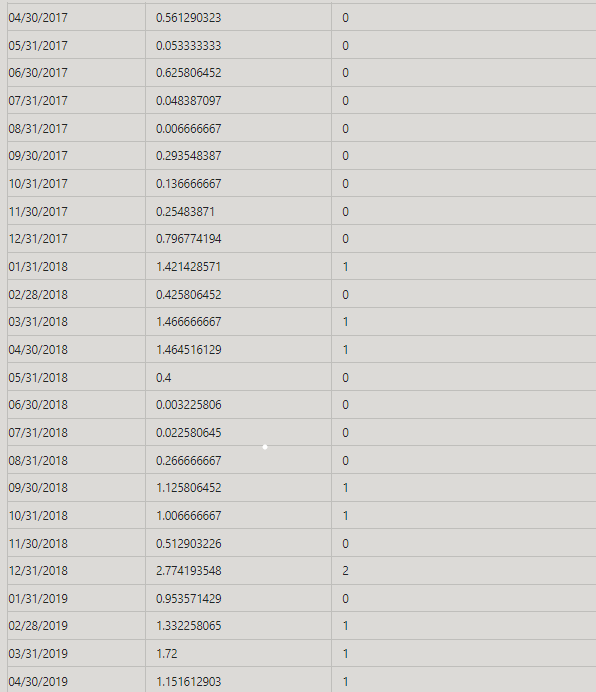 04/30/2017 0.561290323 0
05/31/2017 0.053333333 0
06/30/2017 0.625806452 0
07/31/2017 0.048387097 0
08/31/2017 0.006666667 0
09/30/2017 0.293548387 0
10/31/2017 0.136666667 0
11/30/2017 0.25483871 0
12/31/2017 0.796774194 0
01/31/2018 1.421428571 1
02/28/2018 0.425806452 0
03/31/2018 1.466666667 1
04/30/2018 1.464516129 1
05/31/2018 0.4 0
06/30/2018 0.003225806 0
07/31/2018 0.022580645 0
08/31/2018 0.266666667 0
09/30/2018 1.125806452 1
10/31/2018 1.006666667 1
11/30/2018 0.512903226 0
12/31/2018 2.774193548 2
01/31/2019 0.953571429 0
02/28/2019 1.332258065 1
03/31/2019 1.72 1
04/30/2019 1.151612903 1